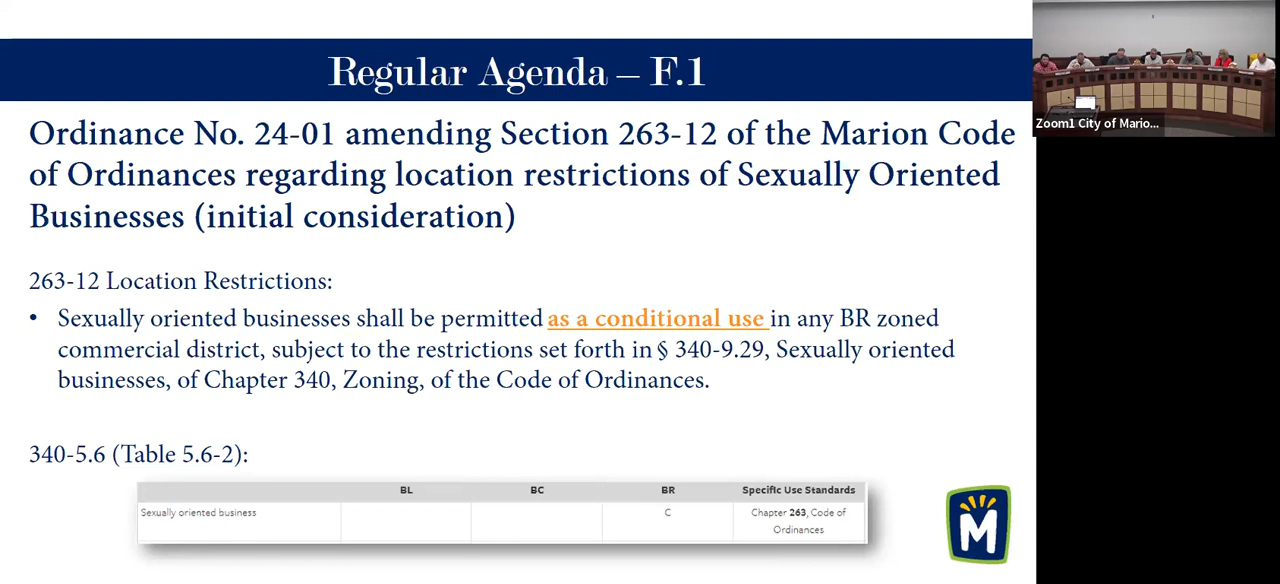 Regular Agenda – F.1
Ordinance No. 24-01 amending Section 263-12 of the Marion Code
of Ordinances regarding location restrictions of Sexually Oriented
Businesses (initial consideration)
263-12 Location Restrictions:
• Sexually oriented businesses shall be permitted as a conditional use in any BR zoned
commercial district, subject to the restrictions set forth in § 340-9.29, Sexually oriented
businesses, of Chapter 340, Zoning, of the Code of Ordinances.
340-5.6 (Table 5.6-2):
BL BC BR Specific Use Standards
Sexually oriented business C Chapter 263, Code of
Ordinances
M
Zoom1 City of Mario...